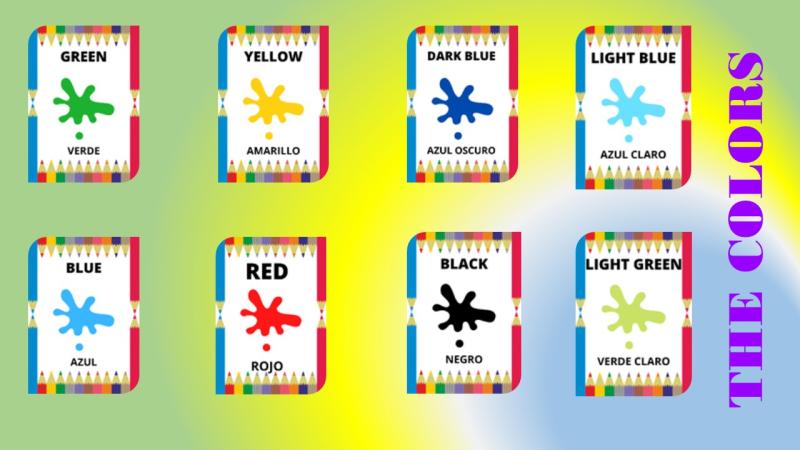 GREEN
VERDE
YELLOW
AMARILLO
DARK BLUE
AZUL OSCURO
LIGHT BLUE
AZUL CLARO
BLUE
AZUL
RED
ROJO
BLACK
NEGRO
LIGHT GREEN
VERDE CLARO
THE COLORS